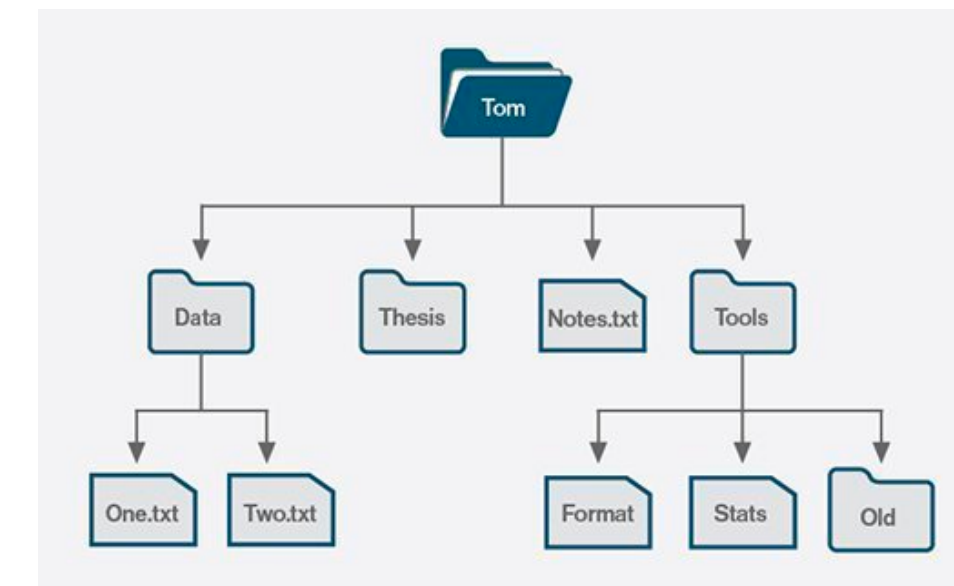 Tom
Data
Thesis
Notes.txt
Tools
One.txt
Two.txt
Format
Stats
Old